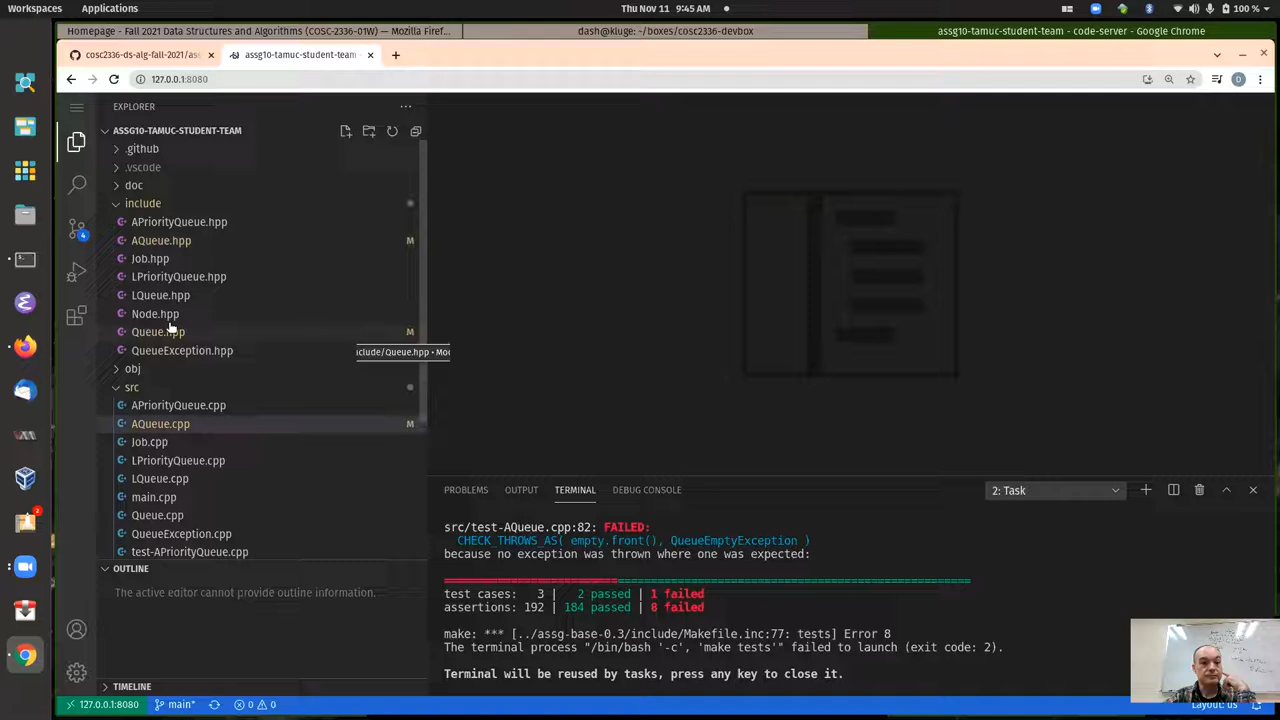 Workspaces Applications Thu Nov 11 9:45 AM 100 %
Homepage - Fall 2021 Data Structures and Algorithms (COSC-2336-01W) — Mozilla Firef... dash@kluge: ~/boxes/cosc2336-devbox assg10-tamuc-student-team - code-server - Google Chrome
cosc2336-ds-alg-fall-2021/ass assg10-tamuc-student-team -
127.0.0.1:8080 D
EXPLORER
ASSG10-TAMUC-STUDENT-TEAM
.github
.vscode
doc
include
APriorityQueue.hpp
AQueue.hpp M
Job.hpp
LPriorityQueue.hpp
LQueue.hpp
Node.hpp
Queue.hpp M
QueueException.hpp
nclude/Queue.hpp • Mo
obj
src
APriorityQueue.cpp
AQueue.cpp M
Job.cpp
LPriorityQueue.cpp
LQueue.cpp
main.cpp
Queue.cpp
QueueException.cpp
test-APriorityQueue.cpp
OUTLINE
The active editor cannot provide outline information.
TIMELINE
4
2
PROBLEMS OUTPUT TERMINAL DEBUG CONSOLE 2: Task
src/test-AQueue.cpp:82: FAILED:
CHECK_THROWS_AS( empty.front(), QueueEmptyException )
because no exception was thrown where one was expected:
test cases: 3 | 2 passed | 1 failed
assertions: 192 | 184 passed | 8 failed
make: *** [../assg-base-0.3/include/Makefile.inc:77: tests] Error 8
The terminal process "/bin/bash '-c', 'make tests'" failed to launch (exit code: 2).
Terminal will be reused by tasks, press any key to close it.
127.0.0.1:8080 main* 0 0 Layout: us